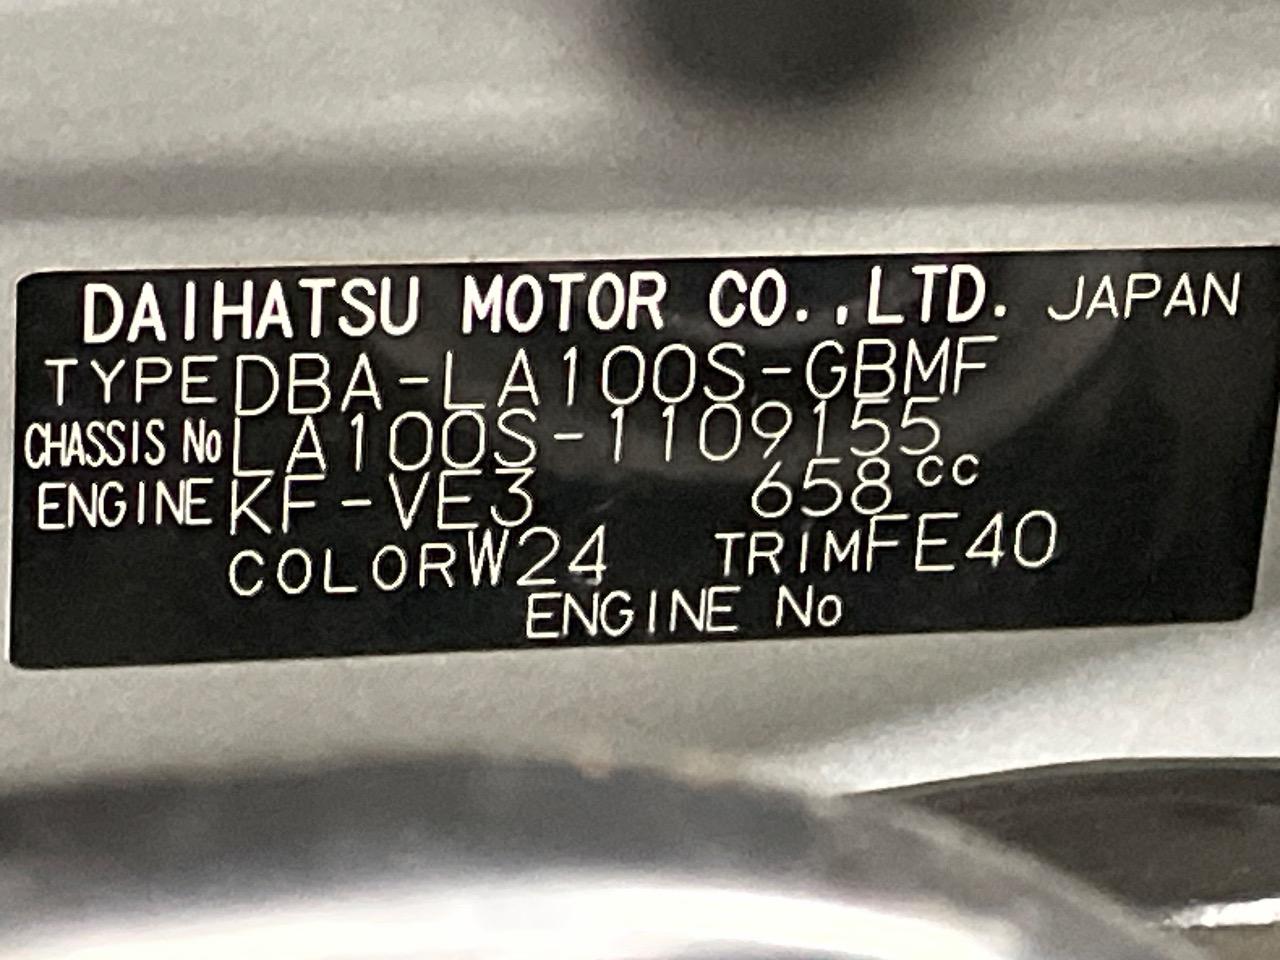 DAIHATSU MOTOR CO.,LTD. JAPAN
TYPE DBA-LA100S-GBMF
CHASSIS No LA100S-1109155
ENGINE KF-VE3 658cc
COLOR W24 TRIM FE40
ENGINE No